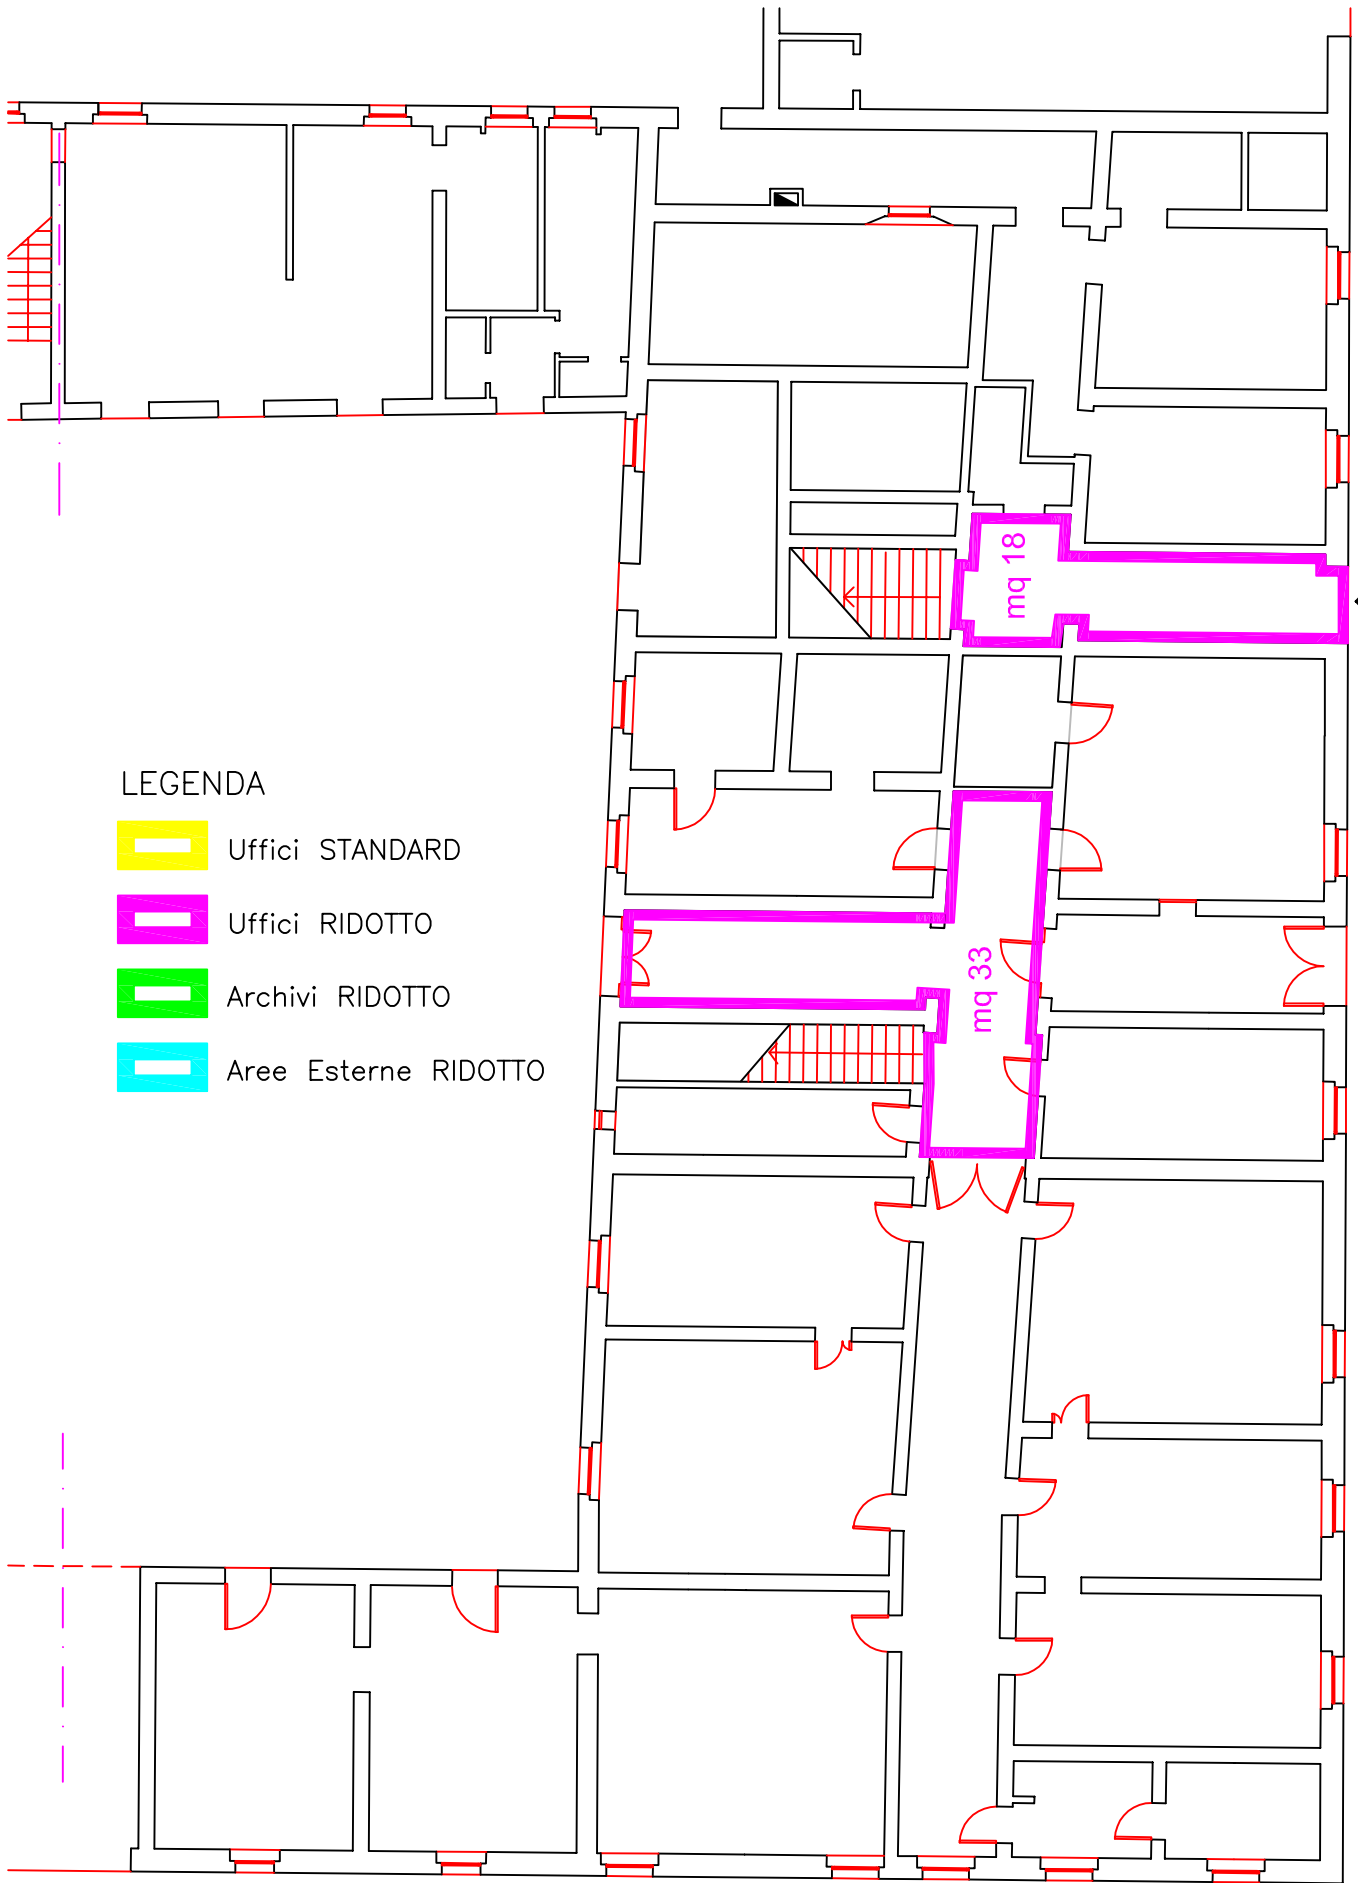 mq 18
LEGENDA
Uffici STANDARD
Uffici RIDOTTO
Archivi RIDOTTO
Aree Esterne RIDOTTO
mq 33